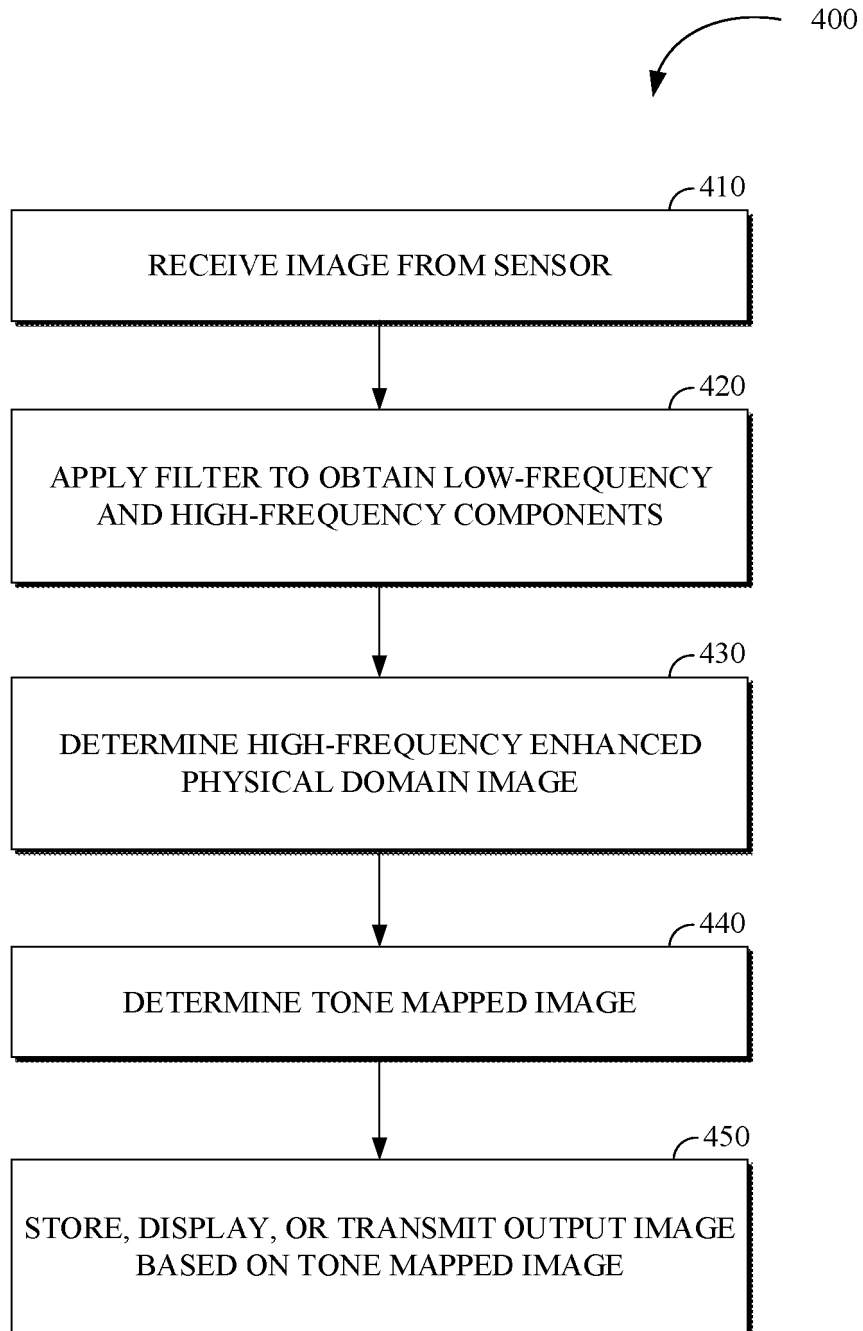 400
410
RECEIVE IMAGE FROM SENSOR
420
APPLY FILTER TO OBTAIN LOW-FREQUENCY
AND HIGH-FREQUENCY COMPONENTS
430
DETERMINE HIGH-FREQUENCY ENHANCED
PHYSICAL DOMAIN IMAGE
440
DETERMINE TONE MAPPED IMAGE
450
STORE, DISPLAY, OR TRANSMIT OUTPUT IMAGE
BASED ON TONE MAPPED IMAGE